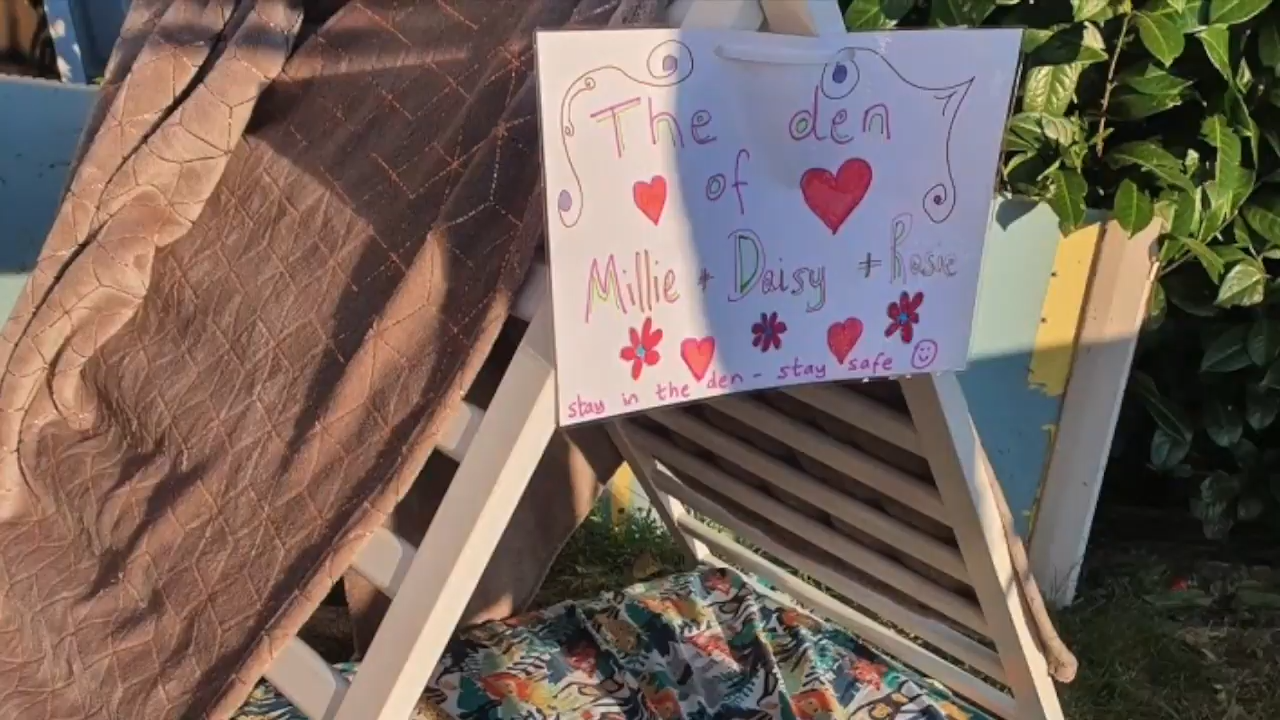 The den
of
Millie + Daisy + Rosie
stay in the den - stay safe